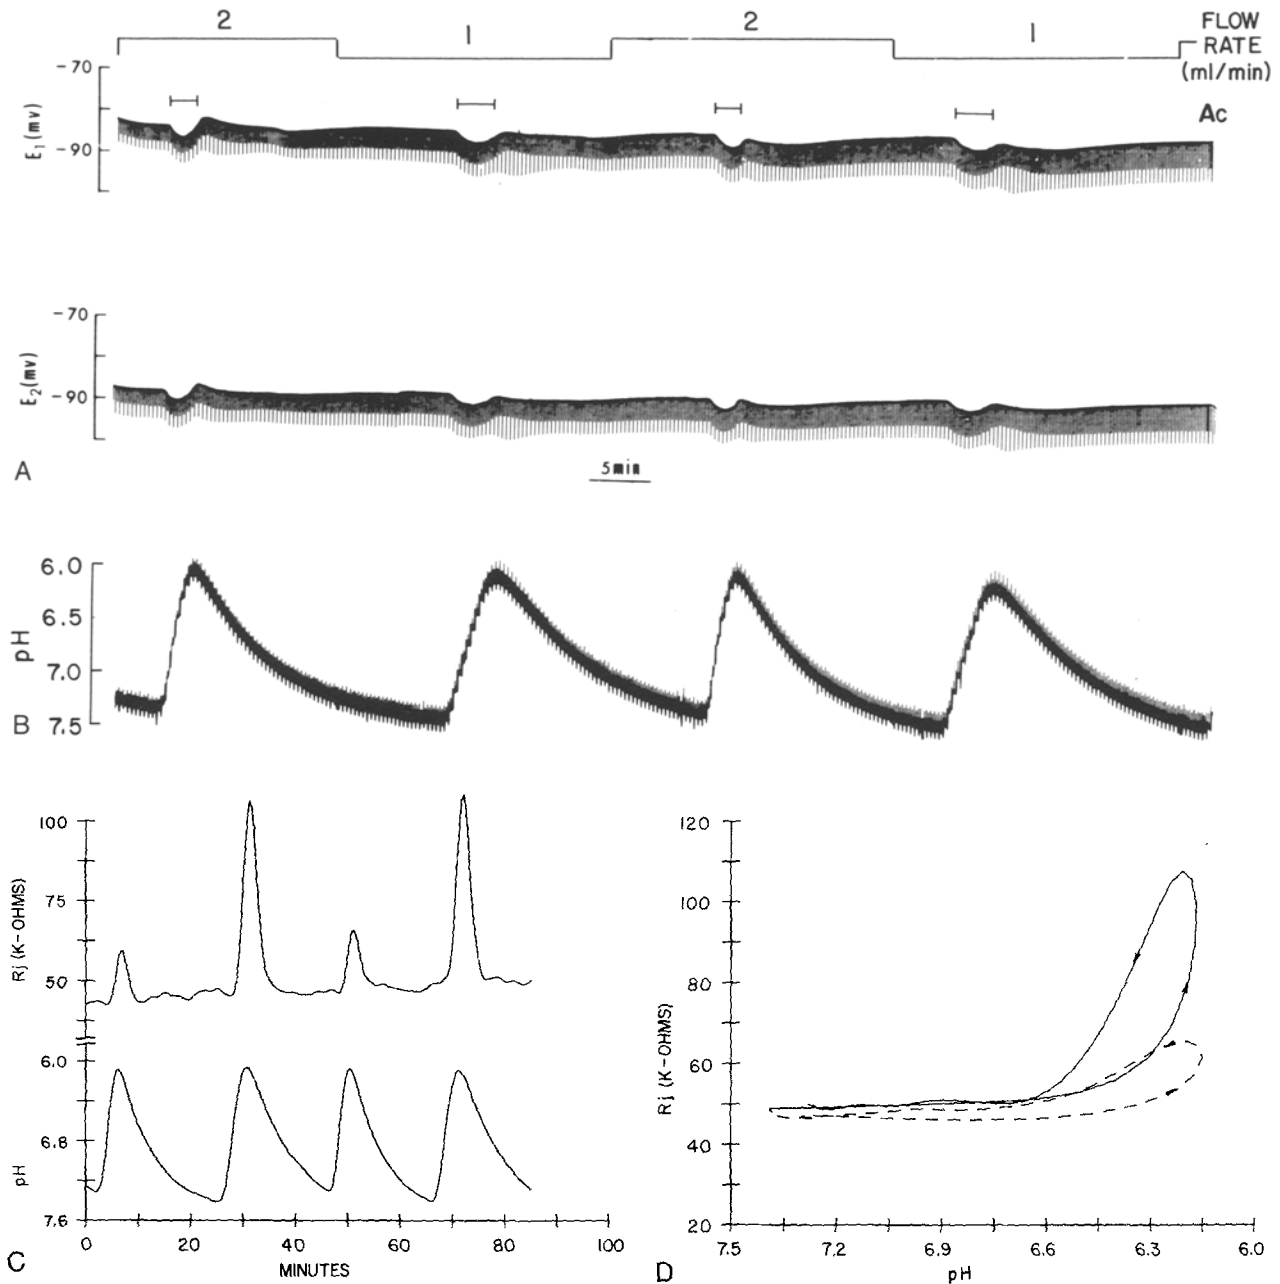 2 1 2 1 FLOW
RATE
(ml/min)
-70
-90
E1 (mv)
Ac
-70
-90
E2 (mv)
A
5min
6.0
6.5
7.0
7.5
pH
B
100
75
50
Rj (K-OHMS)
6.0
6.8
7.6
pH
0 20 40 60 80 100
MINUTES
C
120
100
80
60
40
20
Rj (K-OHMS)
7.5 7.2 6.9 6.6 6.3 6.0
pH
D